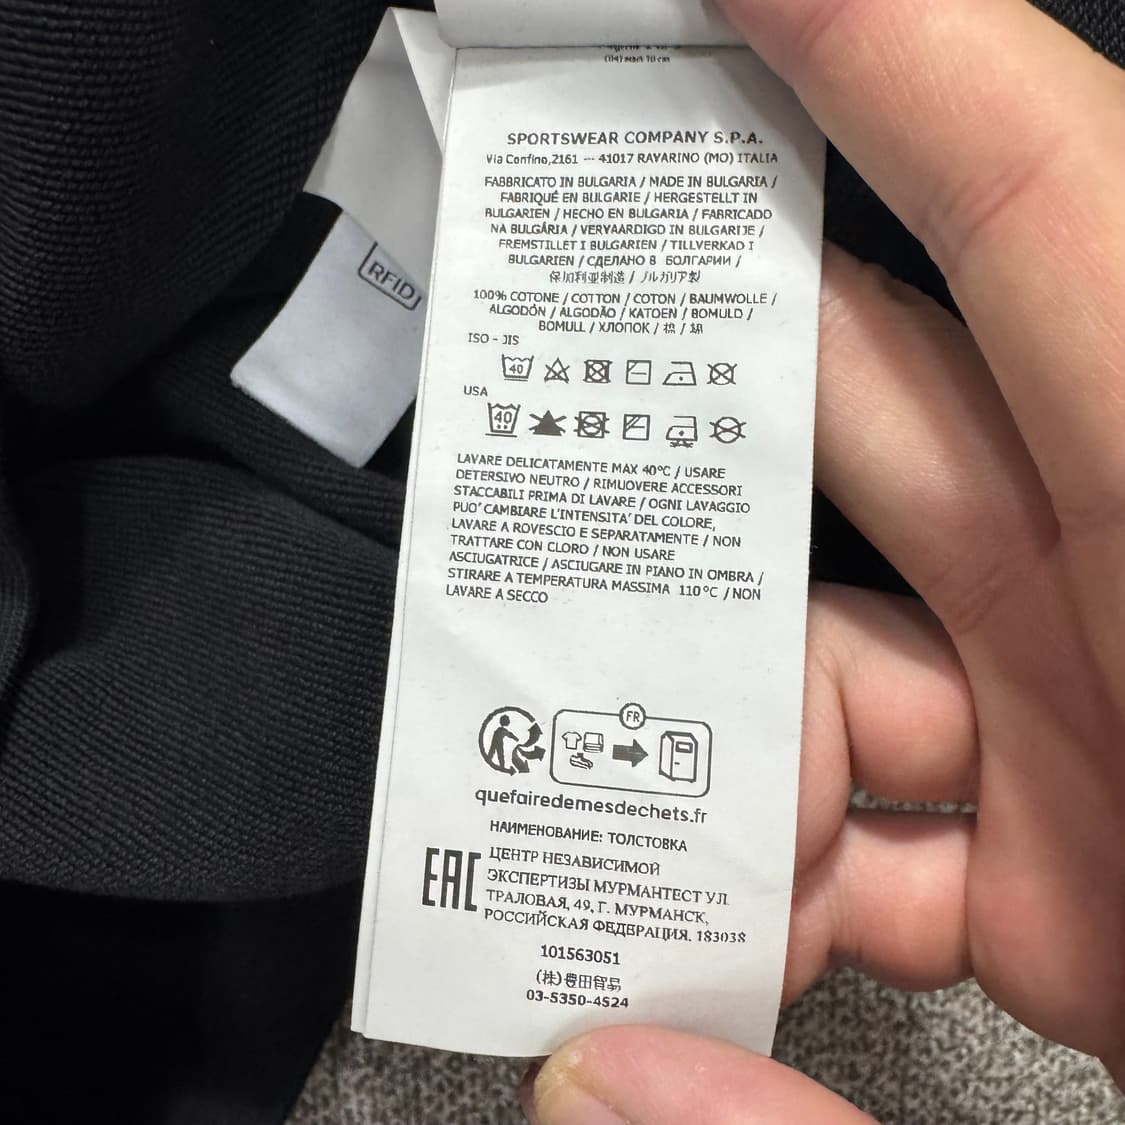 SPORTSWEAR COMPANY S.P.A.
Via Confino,2161 --- 41017 RAVARINO (MO) ITALIA
FABBRICATO IN BULGARIA / MADE IN BULGARIA /
FABRIQUÉ EN BULGARIE / HERGESTELLT IN
BULGARIEN / HECHO EN BULGARIA / FABRICADO
NA BULGÁRIA / VERVAARDIGD IN BULGARIJE /
FREMSTILLET I BULGARIEN / TILLVERKAD I
BULGARIEN / СДЕЛАНО В БОЛГАРИИ /
保加利亚制造 / ブルガリア製
RFID
100% COTONE / COTTON / COTON / BAUMWOLLE /
ALGODÓN / ALGODÃO / KATOEN / BOMULD /
BOMULL / ХЛОПОК / 棉 / 綿
ISO - JIS
40
USA
40
LAVARE DELICATAMENTE MAX 40°C / USARE
DETERSIVO NEUTRO / RIMUOVERE ACCESSORI
STACCABILI PRIMA DI LAVARE / OGNI LAVAGGIO
PUO' CAMBIARE L'INTENSITA' DEL COLORE,
LAVARE A ROVESCIO E SEPARATAMENTE / NON
TRATTARE CON CLORO / NON USARE
ASCIUGATRICE / ASCIUGARE IN PIANO IN OMBRA /
STIRARE A TEMPERATURA MASSIMA 110°C / NON
LAVARE A SECCO
FR
quefairedemesdechets.fr
НАИМЕНОВАНИЕ: ТОЛСТОВКА
EAC
ЦЕНТР НЕЗАВИСИМОЙ
ЭКСПЕРТИЗЫ МУРМАНТЕСТ УЛ.
ТРАЛОВАЯ, 49, Г. МУРМАНСК,
РОССИЙСКАЯ ФЕДЕРАЦИЯ. 183038
101563051
(株)豊田貿易
03-5350-4524